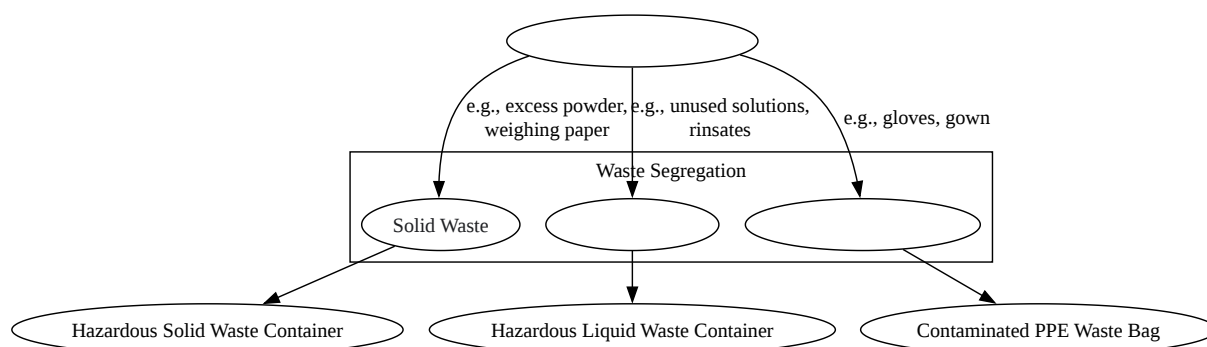 e.g., excess powder,
weighing paper
e.g., unused solutions,
rinsates
e.g., gloves, gown
Waste Segregation
Solid Waste
Hazardous Solid Waste Container
Hazardous Liquid Waste Container
Contaminated PPE Waste Bag